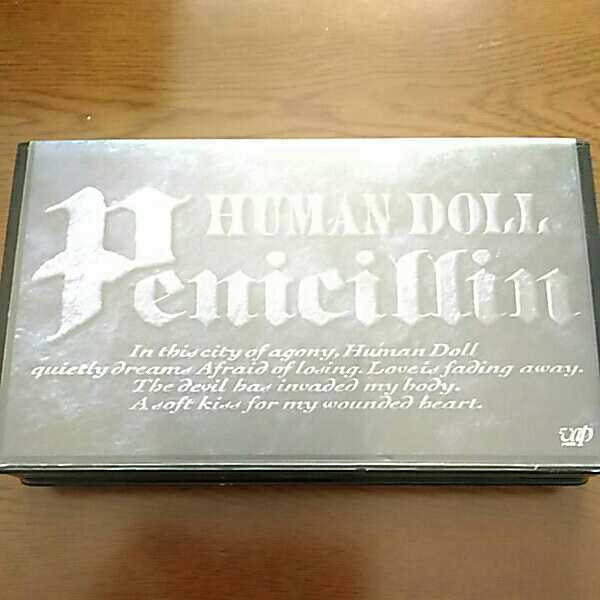 HUMAN DOLL
Penicillin
In this city of agony, Human Doll
quietly dreams Afraid of losing. Love is fading away.
The devil has invaded my body.
A soft kiss for my wounded heart.
vap